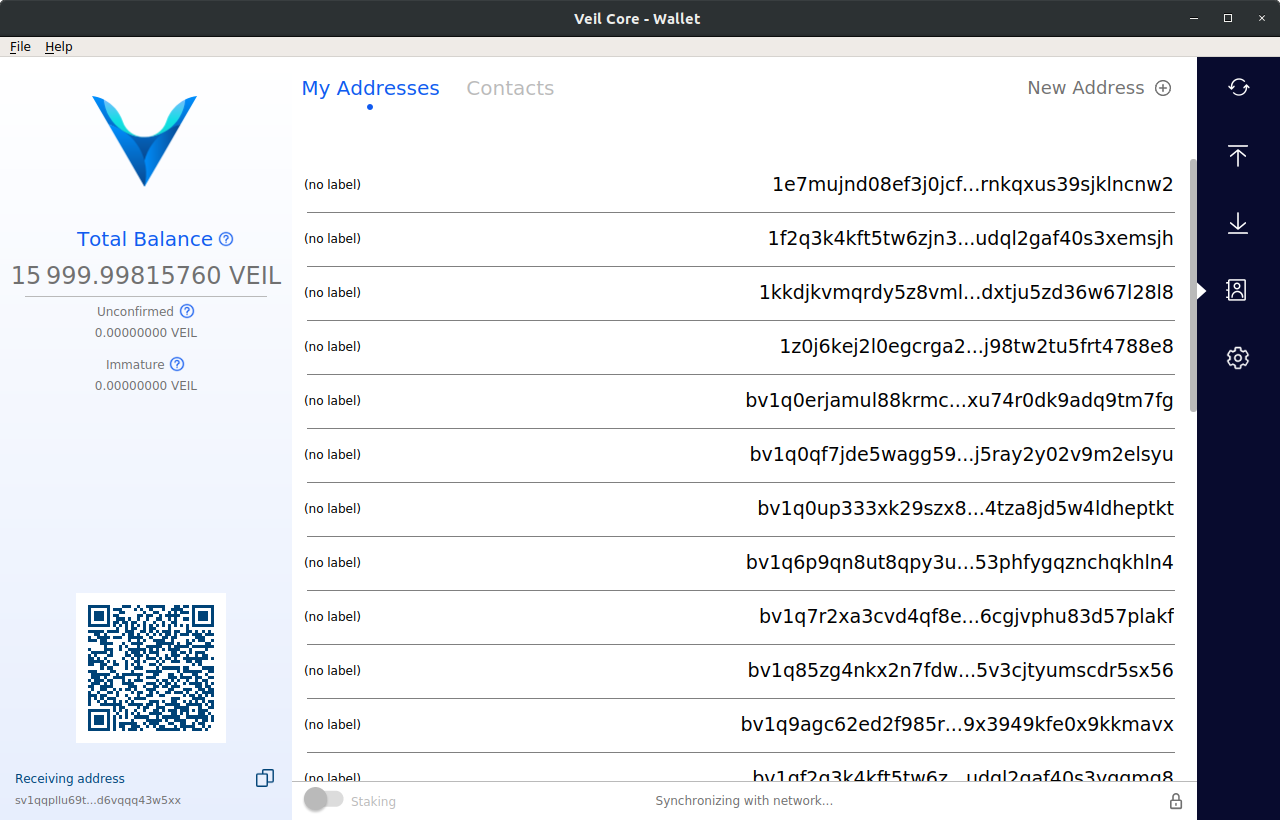 Veil Core - Wallet
File Help
My Addresses Contacts New Address
Total Balance
15 999.99815760 VEIL
Unconfirmed
0.00000000 VEIL
Immature
0.00000000 VEIL
Receiving address
sv1qqpllu69t...d6vqqq43w5xx
(no label) 1e7mujnd08ef3j0jcf...rnkqxus39sjklncnw2
(no label) 1f2q3k4kft5tw6zjn3...udql2gaf40s3xemsjh
(no label) 1kkdjkvmqrdy5z8vml...dxtju5zd36w67l28l8
(no label) 1z0j6kej2l0egcrga2...j98tw2tu5frt4788e8
(no label) bv1q0erjamul88krmc...xu74r0dk9adq9tm7fg
(no label) bv1q0qf7jde5wagg59...j5ray2y02v9m2elsyu
(no label) bv1q0up333xk29szx8...4tza8jd5w4ldheptkt
(no label) bv1q6p9qn8ut8qpy3u...53phfygqznchqkhln4
(no label) bv1q7r2xa3cvd4qf8e...6cgjvphu83d57plakf
(no label) bv1q85zg4nkx2n7fdw...5v3cjtyumscdr5sx56
(no label) bv1q9agc62ed2f985r...9x3949kfe0x9kkmavx
(no label)
Staking Synchronizing with network...